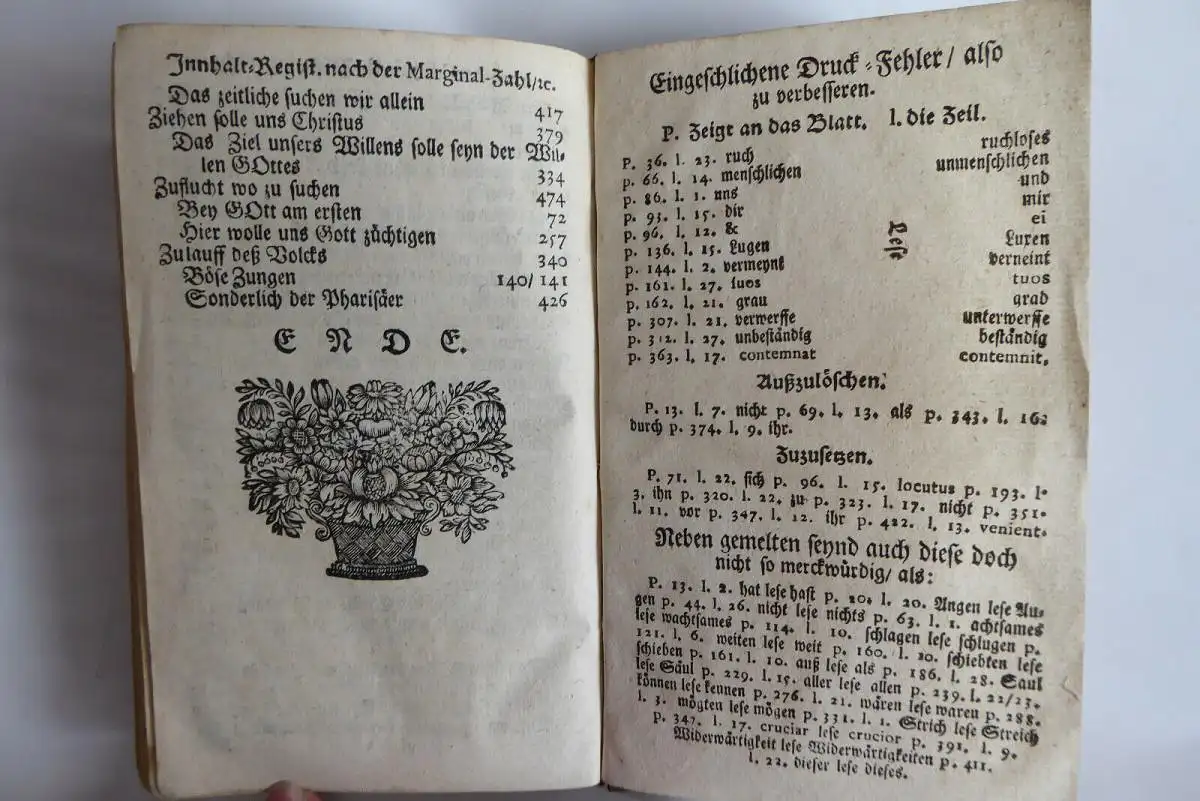 Innhalt-Regist. nach der Marginal-Zahl/ꝛc.
Das zeitliche suchen wir allein 417
Ziehen solle uns Christus 379
Das Ziel unsers Willens solle seyn der Wil-
len GOttes 334
Zuflucht wo zu suchen 474
Bey GOtt am ersten 72
Hier wolle uns Gott züchtigen 257
Zulauff deß Volcks 340
Böse Zungen 140/ 141
Sonderlich der Pharisäer 426
E N D E.
Eingeschlichene Druck-Fehler/ also
zu verbesseren.
P. Zeigt an das Blatt. l. die Zeil.
P. 36. l. 23. ruch ruchloses
p. 66. l. 14. menschlichen unmenschlichen
p. 86. l. 1. uns und
p. 93. l. 15. dir mir
p. 96. l. 12. & ei
p. 136. l. 15. Lugen Luxen
p. 144. l. 2. vermeynt verneint
p. 161. l. 27. suos tuos
p. 162. l. 21. grau grad
p. 307. l. 21. verwerffe unterwerffe
p. 312. l. 27. unbeständig beständig
p. 363. l. 17. contemnat contemnit.
Lese
Außzulöschen.
P. 13. l. 7. nicht p. 69. l. 13. als p. 343. l. 16.
durch p. 374. l. 9. ihr.
Zuzusetzen.
P. 71. l. 22. sich p. 96. l. 15. locutus p. 193. l.
3. ihn p. 320. l. 22. zu p. 323. l. 17. nicht p. 351.
l. 11. vor p. 347. l. 12. ihr p. 422. l. 13. venient.
Neben gemelten seynd auch diese doch
nicht so merckwürdig/ als:
P. 13. l. 2. hat lese hast p. 20. l. 20. Angen lese Au-
gen p. 44. l. 26. nicht lese nichts p. 63. l. 1. achtsames
lese wachtsames p. 114. l. 10. schlagen lese schlugen p.
121. l. 6. weiten lese weit p. 160. l. 20. schiebten lese
schieben p. 161. l. 10. auß lese als p. 186. l. 28. Saul
lese Säul p. 229. l. 15. aller lese allen p. 239. l. 22/23.
können lese kennen p. 276. l. 21. wären lese waren p. 288.
l. 3. mögten lese mögen p. 331. l. 1. Strich lese Streich
p. 347. l. 17. cruciar lese crucior p. 391. l. 9.
Widerwärtigkeit lese Widerwärtigkeiten p. 411.
l. 22. dieser lese dieses.